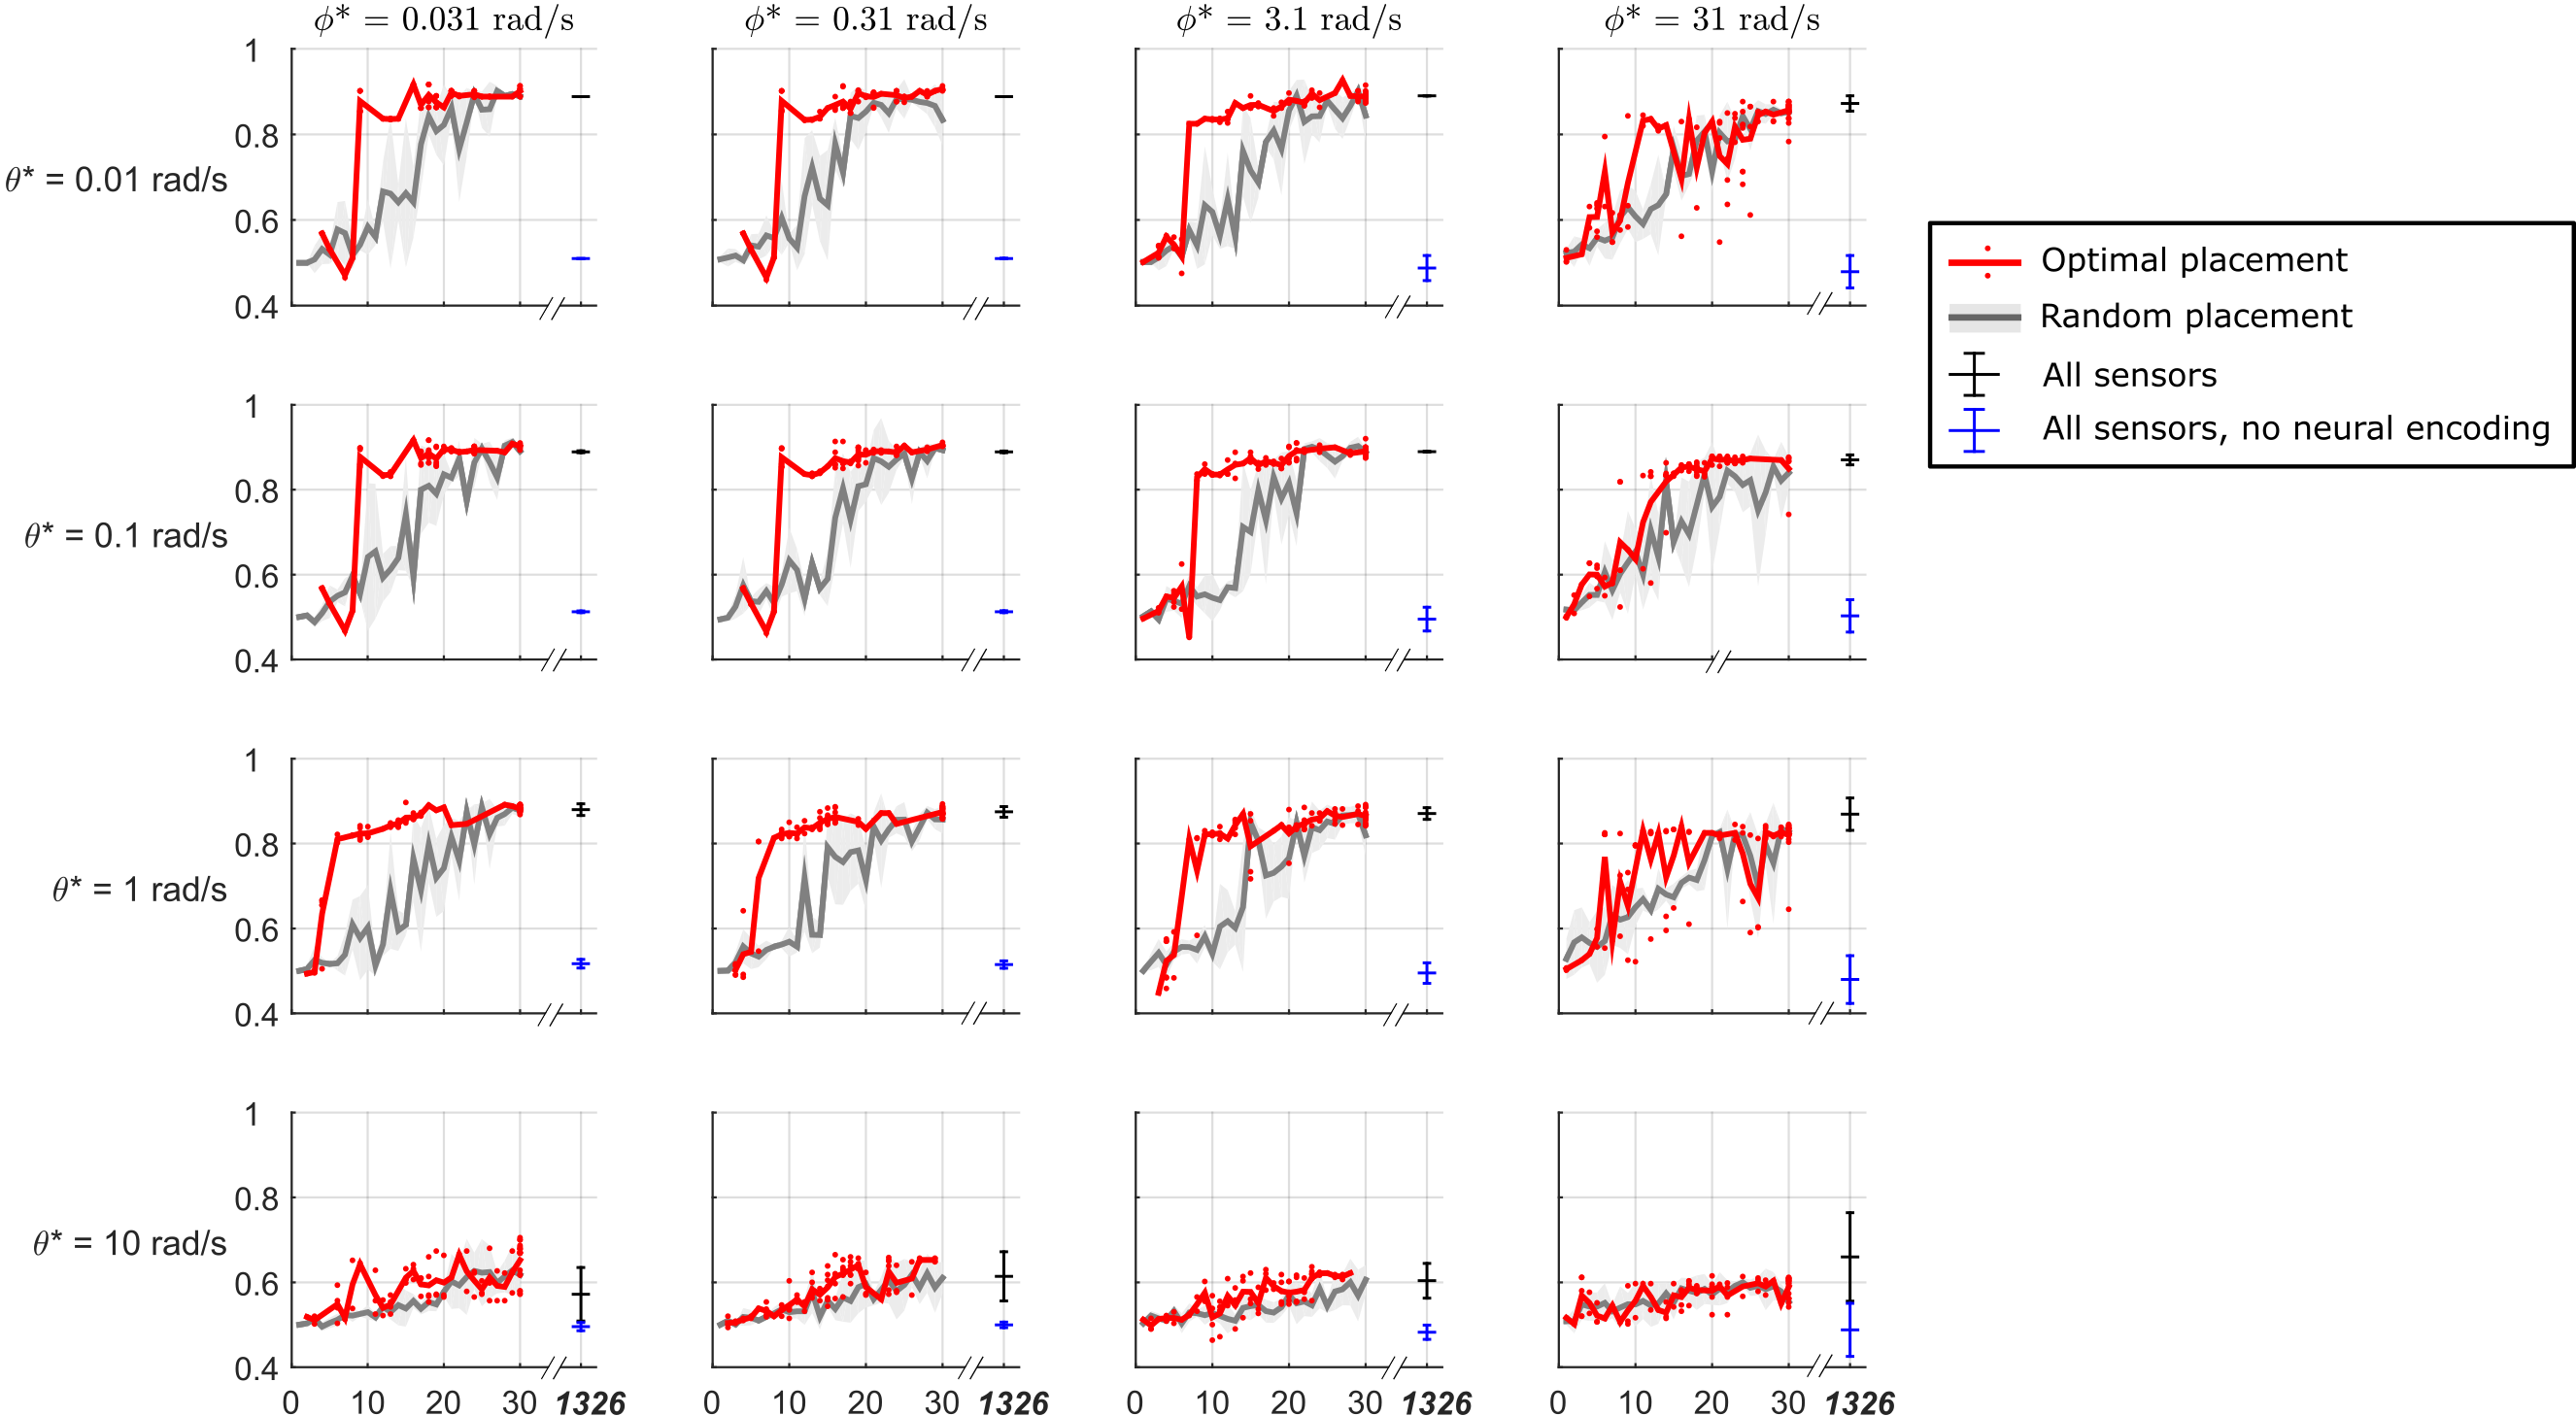 ϕ* = 0.031 rad/s
ϕ* = 0.31 rad/s
ϕ* = 3.1 rad/s
ϕ* = 31 rad/s
θ* = 0.01 rad/s
1
0.8
0.6
0.4
Optimal placement
Random placement
All sensors
All sensors, no neural encoding
θ* = 0.1 rad/s
1
0.8
0.6
0.4
θ* = 1 rad/s
1
0.8
0.6
0.4
θ* = 10 rad/s
1
0.8
0.6
0.4
0 10 20 30 1326
0 10 20 30 1326
0 10 20 30 1326
0 10 20 30 1326